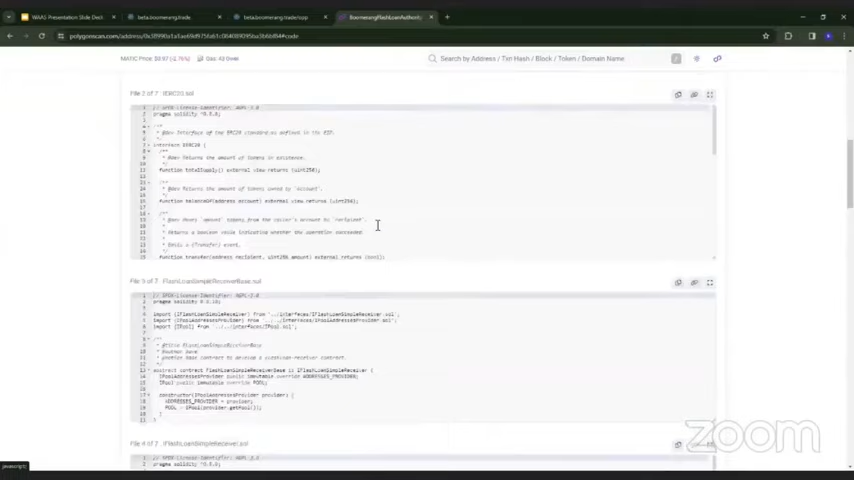 WAAS Presentation Slide Deck
beta.boomerang.trade
beta.boomerang.trade/app
BoomerangFlashLoanAuthority
MATIC Price: $0.97 (-2.76%)
Search by Address / Txn Hash / Block / Token / Domain Name
File 2 of 7 : IERC20.sol
// SPDX-License-Identifier: AGPL-3.0
pragma solidity ^0.8.0;
/**
* @dev Interface of the ERC20 standard as defined in the EIP.
*/
interface IERC20 {
/**
* @dev Returns the amount of tokens in existence.
*/
function totalSupply() external view returns (uint256);
/**
* @dev Returns the amount of tokens owned by `account`.
*/
function balanceOf(address account) external view returns (uint256);
/**
* @dev Moves `amount` tokens from the caller's account to `recipient`.
*
* Returns a boolean value indicating whether the operation succeeded.
*
* Emits a {Transfer} event.
function transfer(address recipient, uint256 amount) external returns (bool);
File 3 of 7 : FlashLoanSimpleReceiverBase.sol
// SPDX-License-Identifier: AGPL-3.0
pragma solidity
import {IFlashLoanSimpleReceiver} from '../interfaces/IFlashLoanSimpleReceiver.sol';
import {IPoolAddressesProvider} from '../../interfaces/IPoolAddressesProvider.sol';
import {IPool} from '../../interfaces/IPool.sol';
/**
* @title FlashLoanSimpleReceiverBase
* @author Aave
* @notice Base contract to develop a flashloan-receiver contract.
*/
abstract contract FlashLoanSimpleReceiverBase is IFlashLoanSimpleReceiver {
IPoolAddressesProvider public immutable override ADDRESSES_PROVIDER;
IPool public immutable override POOL;
constructor(IPoolAddressesProvider provider) {
ADDRESSES_PROVIDER = provider;
POOL = IPool(provider.getPool());
}
}
File 4 of 7 : IFlashLoanSimpleReceiver.sol
// SPDX-License-Identifier: AGPL-3.0
pragma solidity ^0.8.0;
zoom